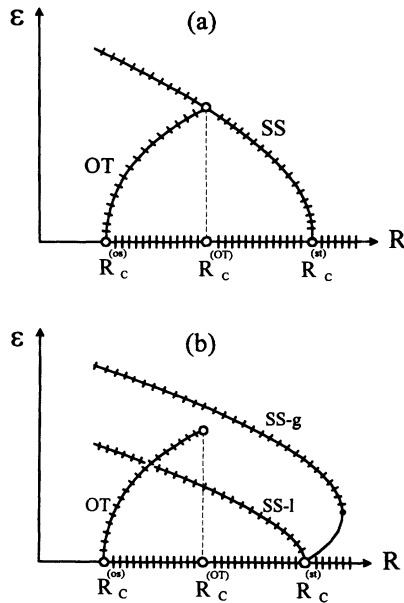 (a)
ε
SS
OT
R
R c (os)
R c (OT)
R c (st)
(b)
ε
SS-g
OT
SS-l
R
R c (os)
R c (OT)
R c (st)